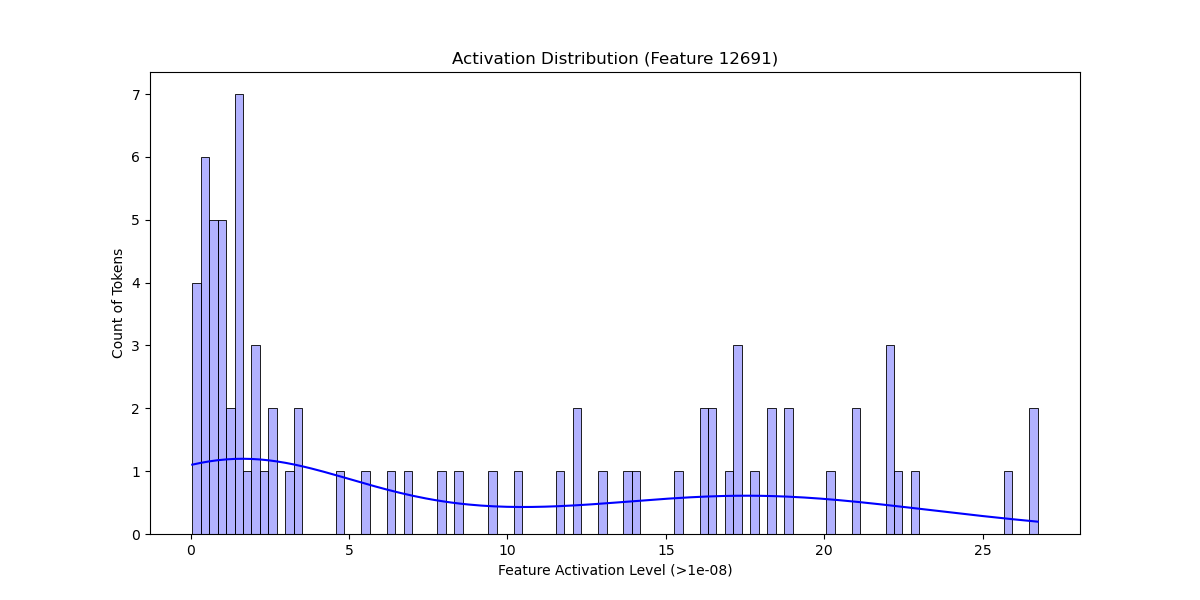 Activation Distribution (Feature 12691)
7
6
5
4
3
2
1
0
Count of Tokens
0 5 10 15 20 25
Feature Activation Level (>1e-08)